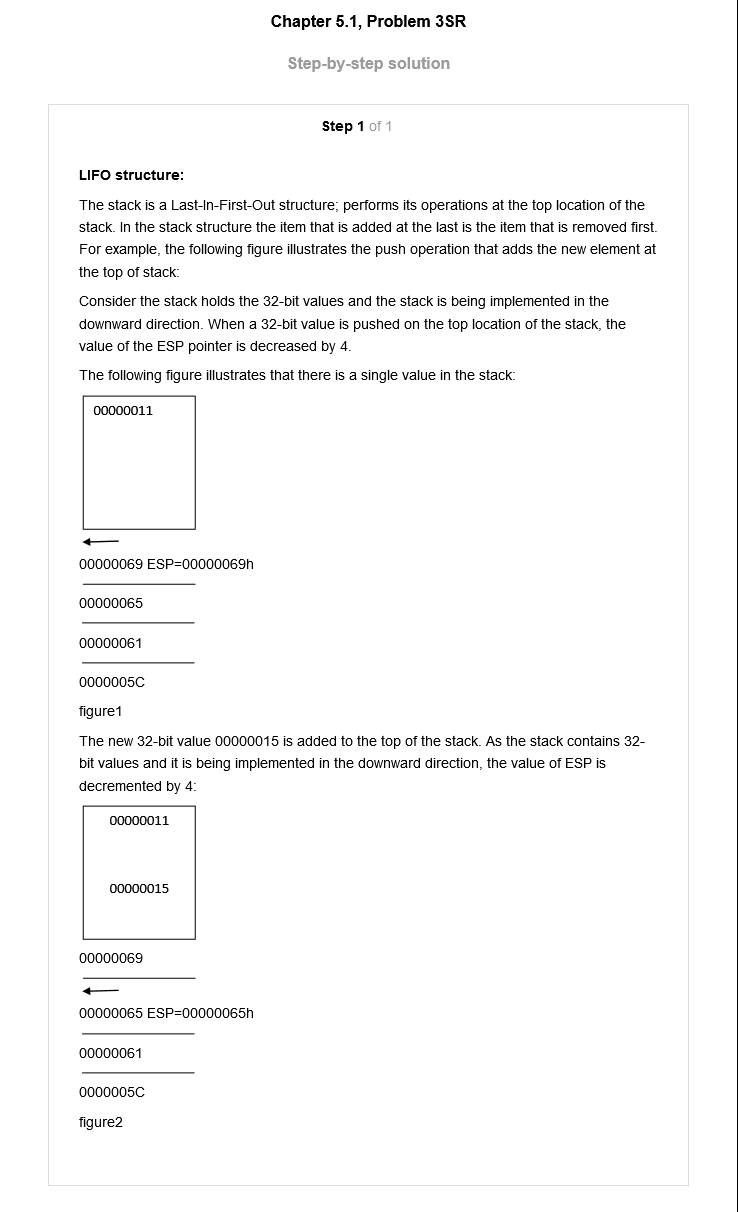 Chapter 5.1, Problem 3SR
Step-by-step solution
Step 1 of 1
LIFO structure:
The stack is a Last-In-First-Out structure; performs its operations at the top location of the
stack. In the stack structure the item that is added at the last is the item that is removed first.
For example, the following figure illustrates the push operation that adds the new element at
the top of stack:
Consider the stack holds the 32-bit values and the stack is being implemented in the
downward direction. When a 32-bit value is pushed on the top location of the stack, the
value of the ESP pointer is decreased by 4.
The following figure illustrates that there is a single value in the stack:
00000011
00000069 ESP=00000069h
00000065
00000061
0000005C
figure1
The new 32-bit value 00000015 is added to the top of the stack. As the stack contains 32-
bit values and it is being implemented in the downward direction, the value of ESP is
decremented by 4:
00000011
00000015
00000069
00000065 ESP=00000065h
00000061
0000005C
figure2